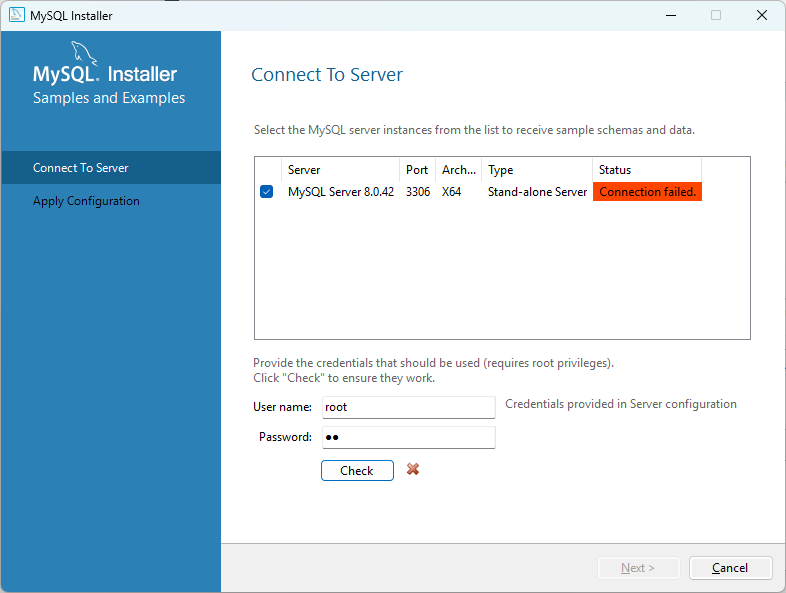 MySQL Installer
MySQL. Installer
Samples and Examples
Connect To Server
Apply Configuration
Connect To Server
Select the MySQL server instances from the list to receive sample schemas and data.
Server Port Arch... Type Status
MySQL Server 8.0.42 3306 X64 Stand-alone Server Connection failed.
Provide the credentials that should be used (requires root privileges).
Click "Check" to ensure they work.
User name: root Credentials provided in Server configuration
Password: ●●
Check
Next > Cancel